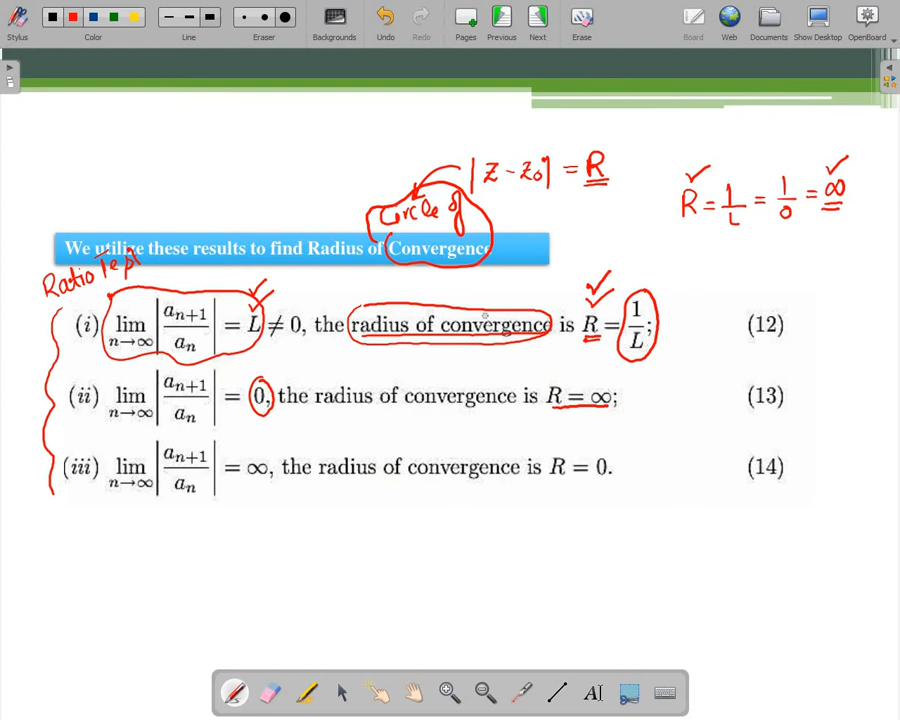 Stylus Color Line Eraser Backgrounds Undo Redo Pages Previous Next Erase Board Web Documents Show Desktop OpenBoard
|z - z0| = R
R = 1/L = 1/0 = ∞
Circle of
We utilize these results to find Radius of Convergence
Ratio Test
(i) lim n→∞ |an+1/an| = L ≠ 0, the radius of convergence is R = 1/L; (12)
(ii) lim n→∞ |an+1/an| = 0, the radius of convergence is R = ∞; (13)
(iii) lim n→∞ |an+1/an| = ∞, the radius of convergence is R = 0. (14)